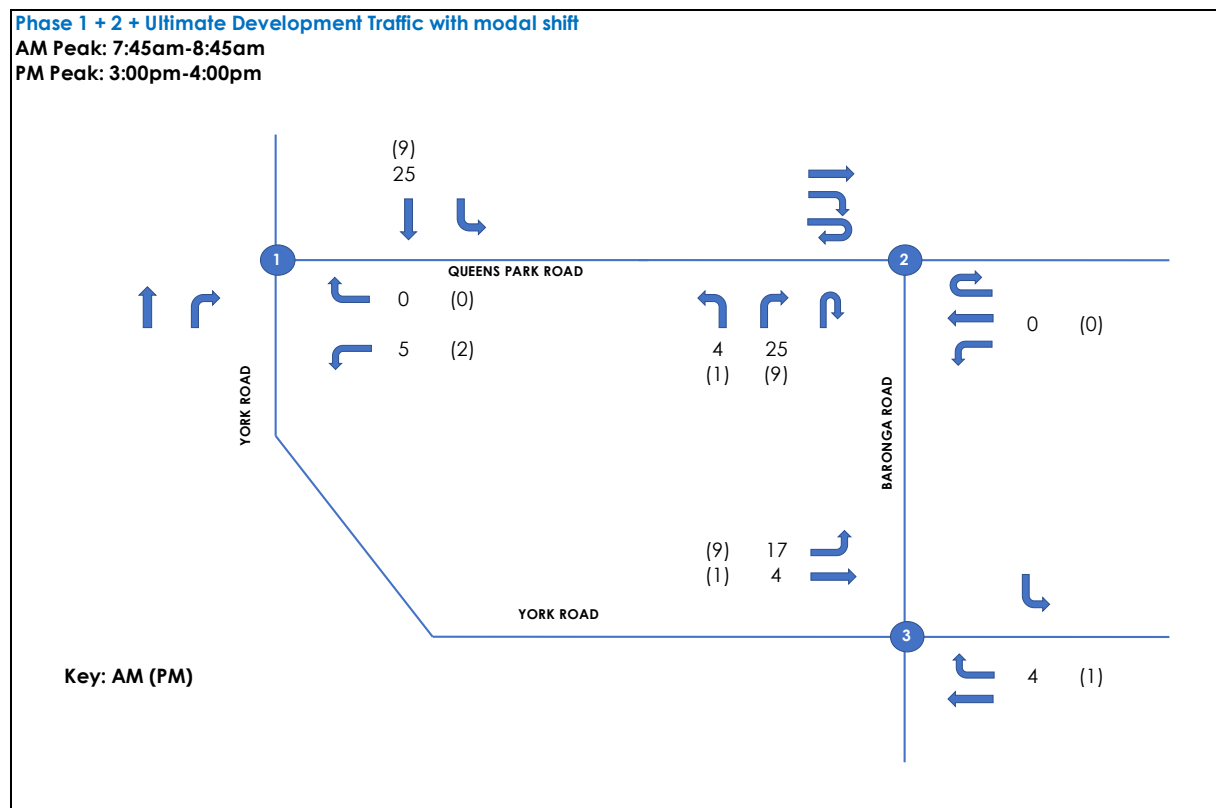 Phase 1 + 2 + Ultimate Development Traffic with modal shift
AM Peak: 7:45am-8:45am
PM Peak: 3:00pm-4:00pm
(9)
25
1
2
QUEENS PARK ROAD
0 (0)
5 (2)
4 25
(1) (9)
0 (0)
YORK ROAD
BARONGA ROAD
(9) 17
(1) 4
YORK ROAD
3
Key: AM (PM)
4 (1)